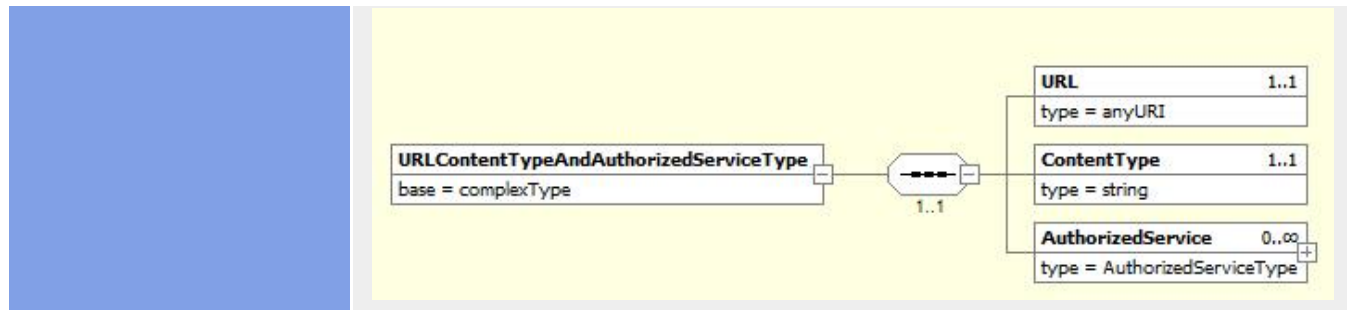 URL 1..1
type = anyURI
URLContentTypeAndAuthorizedServiceType
base = complexType
1..1
ContentType 1..1
type = string
AuthorizedService 0..∞
type = AuthorizedServiceType